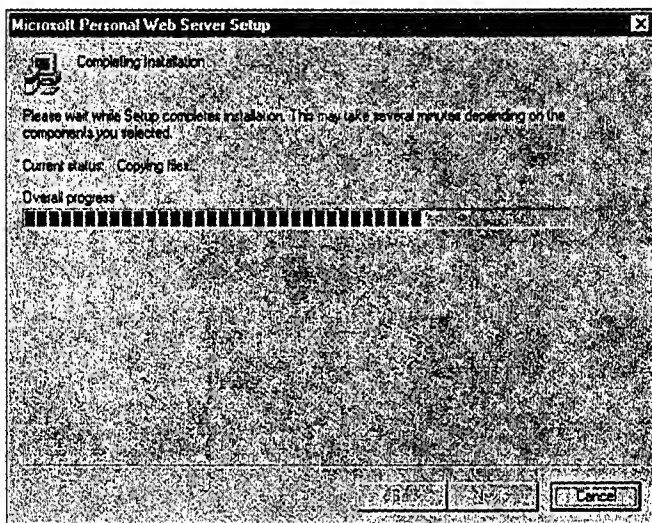 Microsoft Personal Web Server Setup
Completing Installation
Please wait while Setup completes installation. This may take several minutes depending on the
components you selected.
Current status: Copying files...
Overall progress
Cancel